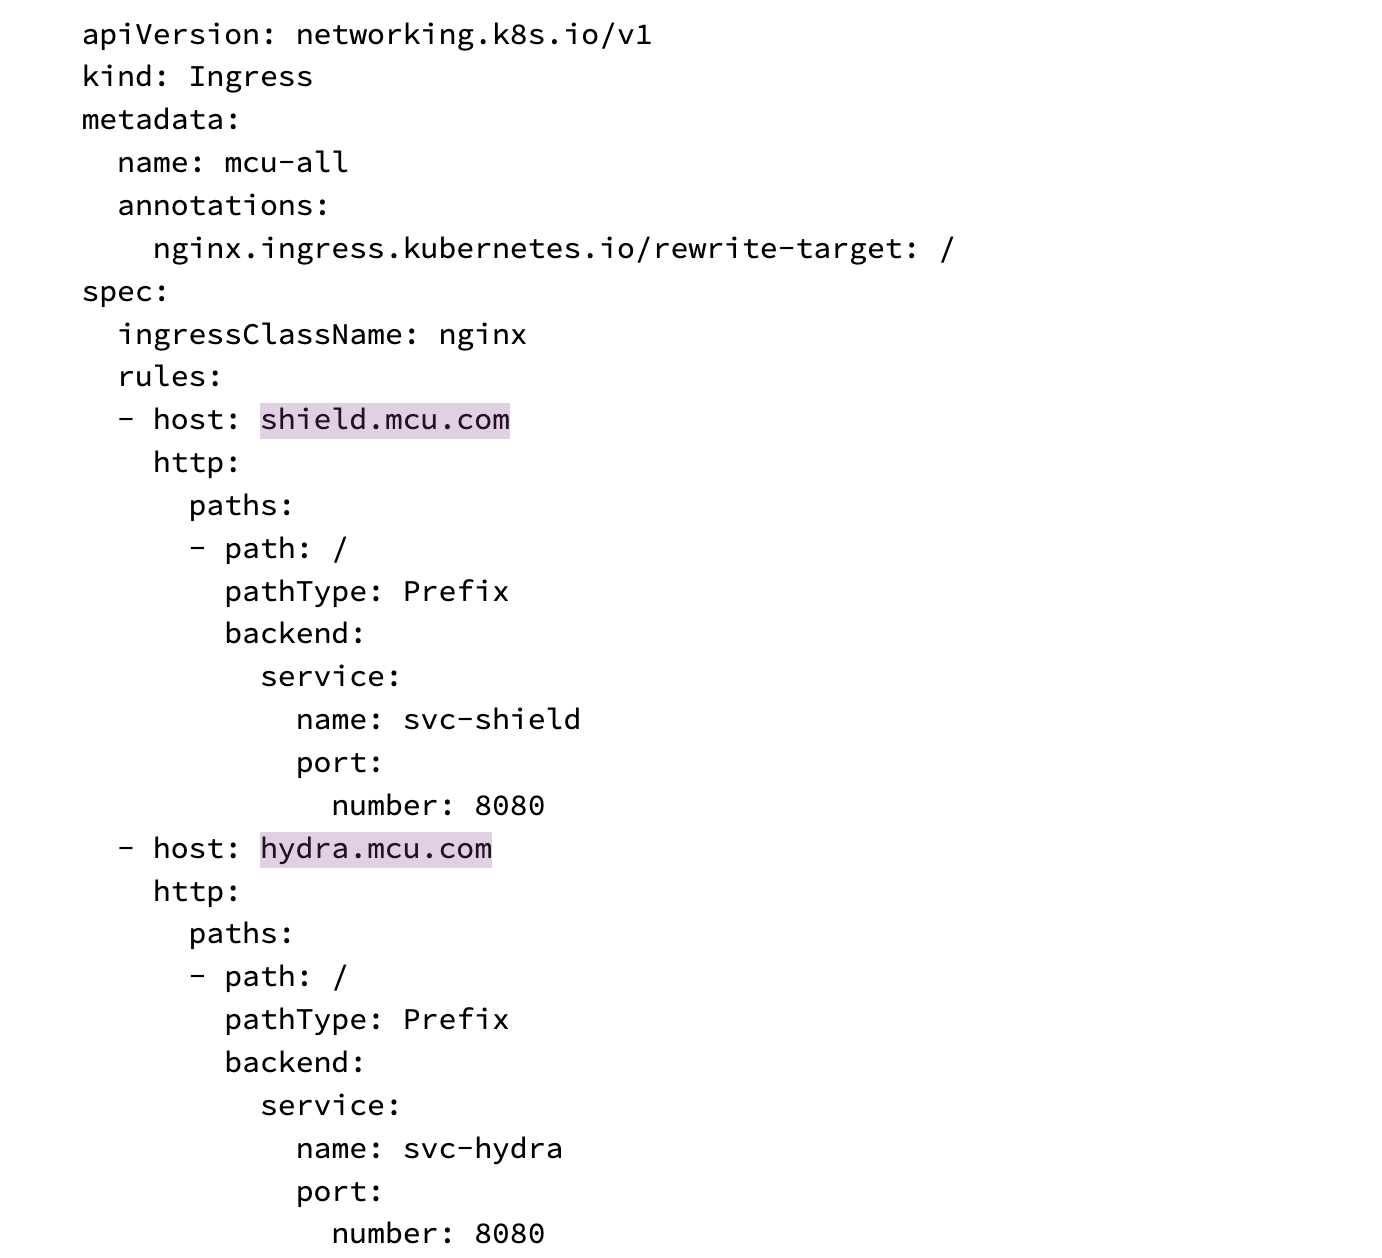 apiVersion: networking.k8s.io/v1
kind: Ingress
metadata:
  name: mcu-all
  annotations:
    nginx.ingress.kubernetes.io/rewrite-target: /
spec:
  ingressClassName: nginx
  rules:
  - host: shield.mcu.com
    http:
      paths:
      - path: /
        pathType: Prefix
        backend:
          service:
            name: svc-shield
            port:
              number: 8080
  - host: hydra.mcu.com
    http:
      paths:
      - path: /
        pathType: Prefix
        backend:
          service:
            name: svc-hydra
            port:
              number: 8080